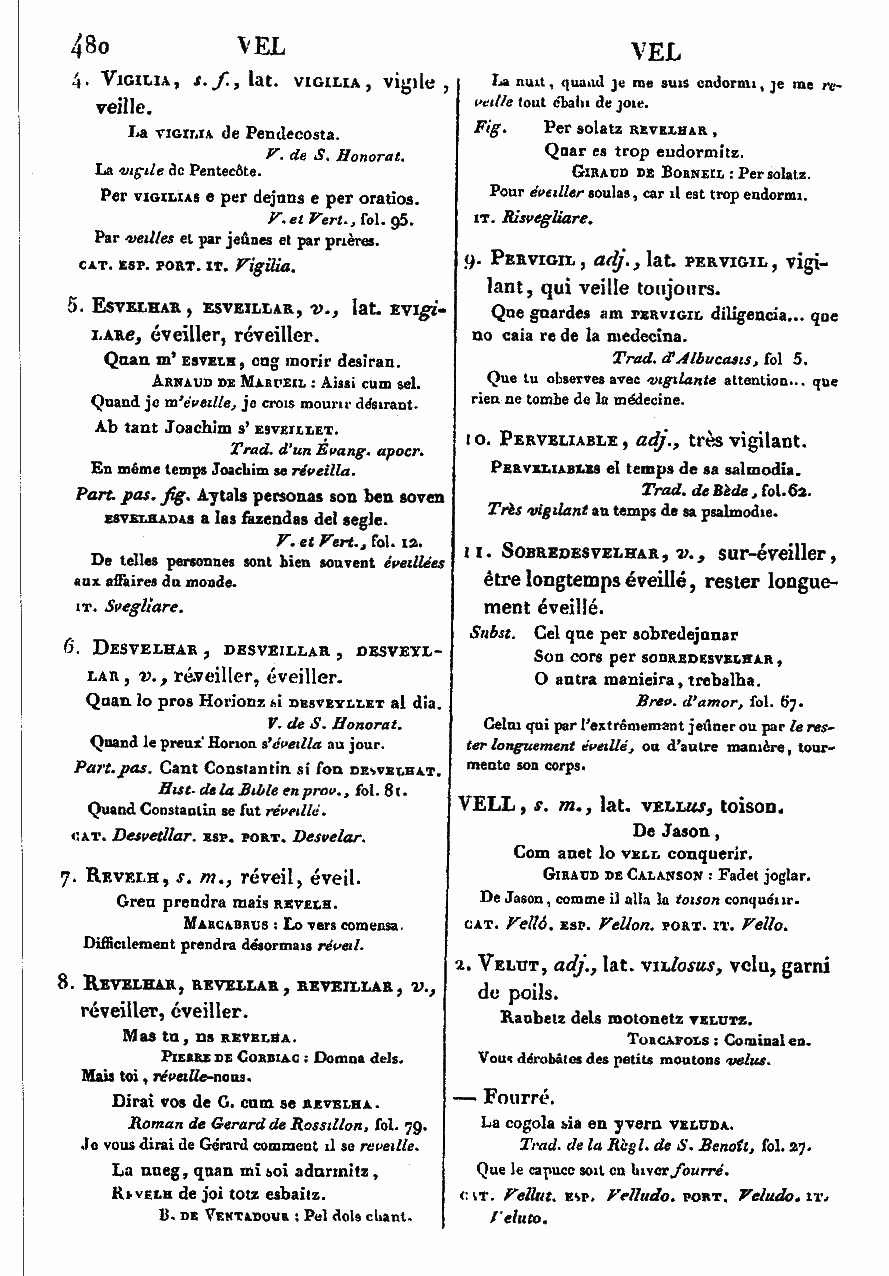 480 VEL VEL
4. VIGILIA, s. f., lat. VIGILIA, vigile,
veille.
La VIGILIA de Pendecosta.
V. de S. Honorat.
La vigile de Pentecôte.
Per VIGILIAS e per dejuns e per oratios.
V. et Vert., fol. 95.
Par veilles et par jeûnes et par prières.
CAT. ESP. PORT. IT. Vigilia.
5. ESVELHAR, ESVEILLAR, v., lat. EVIgi-
LARe, éveiller, réveiller.
Quan m' ESVELH, cug morir desiran.
ARNAUD DE MARUEIL : Aissi cum sel.
Quand je m'éveille, je crois mourir désirant.
Ab tant Joachim s' ESVEILLET.
Trad. d'un Évang. apocr.
En même temps Joachim se réveilla.
Part. pas. fig. Aytals personas son ben soven
ESVELHADAS a las fazendas del segle.
V. et Vert., fol. 12.
De telles personnes sont bien souvent éveillées
aux affaires du monde.
IT. Svegliare.
6. DESVELHAR, DESVEILLAR, DESVEYL-
LAR, v., réveiller, éveiller.
Quan lo pros Horionz si DESVEYLLET al dia.
V. de S. Honorat.
Quand le preux Horion s'éveilla au jour.
Part. pas. Cant Constantin si fon DESVELHAT.
Hist. de la Bible en prov., fol. 81.
Quand Constantin se fut réveillé.
CAT. Desvetllar. ESP. PORT. Desvelar.
7. REVELH, s. m., réveil, éveil.
Greu prendra mais REVELH.
MARCABRUS : Lo vers comensa.
Difficilement prendra désormais réveil.
8. REVELHAR, REVELLAR, REVEILLAR, v.,
réveiller, éveiller.
Mas tu, ns REVELHA.
PIERRE DE CORBIAC : Domna dels.
Mais toi, réveille-nous.
Dirai vos de G. cum se REVELHA.
Roman de Gerard de Rossillon, fol. 79.
Je vous dirai de Gérard comment il se reveille.
La nueg, quan mi soi adurmitz,
REVELH de joi totz esbaitz.
B. DE VENTADOUR : Pel dols chant.
La nuit, quand je me suis endormi, je me re-
veille tout ébahi de joie.
Fig. Per solatz REVELHAR,
Quar es trop endormitz.
GIRAUD DE BORNEIL : Per solatz.
Pour éveiller soulas, car il est trop endormi.
IT. Risvegliare.
9. PERVIGIL, adj., lat. PERVIGIL, vigi-
lant, qui veille toujours.
Que guardes am PERVIGIL diligencia... que
no caia re de la medecina.
Trad. d'Albucasis, fol 5.
Que tu observes avec vigilante attention... que
rien ne tombe de la médecine.
10. PERVELIABLE, adj., très vigilant.
PERVELIABLES el temps de sa salmodia.
Trad. de Bède, fol. 62.
Très vigilant au temps de sa psalmodie.
11. SOBREDESVELHAR, v., sur-éveiller,
être longtemps éveillé, rester longue-
ment éveillé.
Subst. Cel que per sobredejunar
Son cors per SOBREDESVELHAR,
O autra manieira, trebalha.
Brev. d'amor, fol. 67.
Celui qui par l'extrêmemant jeûner ou par le res-
ter longuement éveillé, ou d'autre manière, tour-
mente son corps.
VELL, s. m., lat. VELLus, toison.
De Jason,
Com anet lo VELL conquerir.
GIRAUD DE CALANSON : Fadet joglar.
De Jason, comme il alla la toison conquérir.
CAT. Velló. ESP. Vellon. PORT. IT. Vello.
2. VELUT, adj., lat. VILlosus, velu, garni
de poils.
Raubetz dels motonetz VELUTZ.
TORCAFOLS : Cominal en.
Vous dérobâtes des petits moutons velus.
— Fourré.
La cogola sia en yvern VELUDA.
Trad. de la Règl. de S. Benoît, fol. 27.
Que le capuce soit en hiver fourré.
CAT. Vellut. ESP. Velludo. PORT. Veludo. IT.
Veluto.